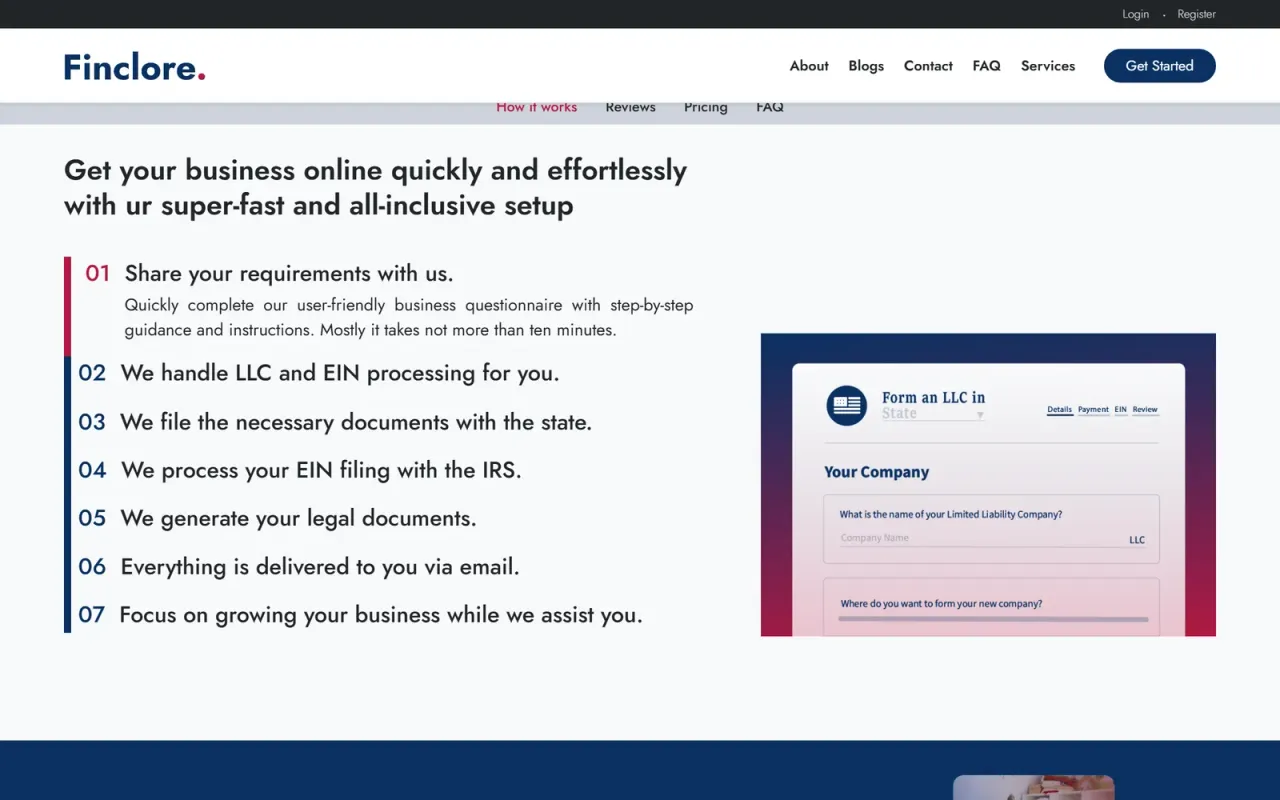 Login · Register
Finclore.
About Blogs Contact FAQ Services Get Started
How it works Reviews Pricing FAQ
Get your business online quickly and effortlessly
with ur super-fast and all-inclusive setup
01 Share your requirements with us.
Quickly complete our user-friendly business questionnaire with step-by-step
guidance and instructions. Mostly it takes not more than ten minutes.
02 We handle LLC and EIN processing for you.
03 We file the necessary documents with the state.
04 We process your EIN filing with the IRS.
05 We generate your legal documents.
06 Everything is delivered to you via email.
07 Focus on growing your business while we assist you.
Form an LLC in
State
Details Payment EIN Review
Your Company
What is the name of your Limited Liability Company?
Company Name LLC
Where do you want to form your new company?